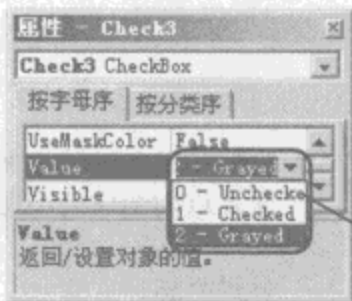 属性 - Check3
Check3 CheckBox
按字母序 按分类序
UseMaskColor False
Value - Grayed
Visible 0 - Unchecke
1 - Checked
2 - Grayed
Value
返回/设置对象的值。